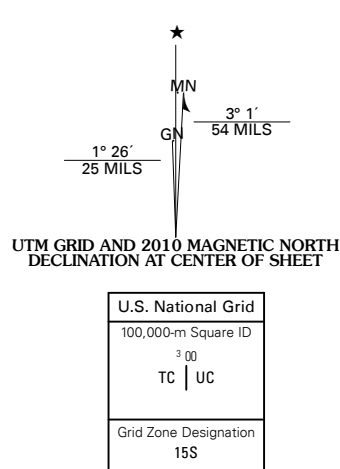 ★
MN
3° 1´
54 MILS
GN
1° 26´
25 MILS
UTM GRID AND 2010 MAGNETIC NORTH
DECLINATION AT CENTER OF SHEET
U.S. National Grid
100,000-m Square ID
3 00
TC | UC
Grid Zone Designation
15S